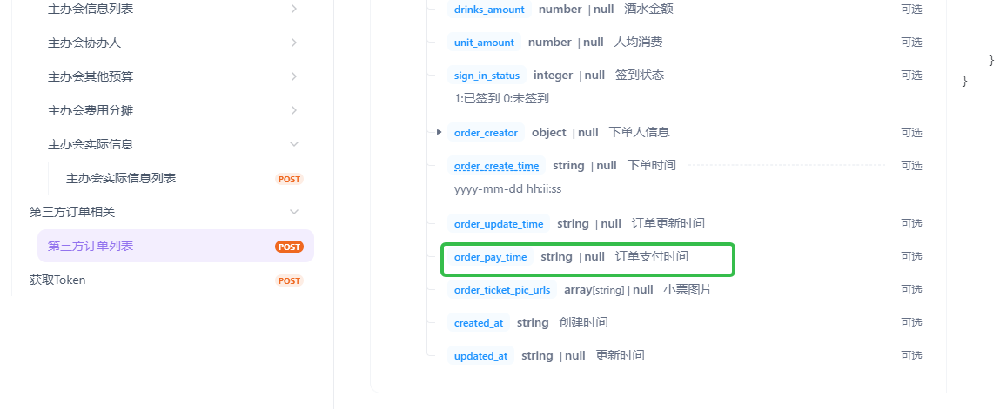 主办会信息列表
主办会协办人
主办会其他预算
主办会费用分摊
主办会实际信息
主办会实际信息列表 POST
第三方订单相关
第三方订单列表 POST
获取Token POST
drinks_amount number | null 酒水金额 可选
unit_amount number | null 人均消费 可选
sign_in_status integer | null 签到状态 可选
1:已签到 0:未签到
order_creator object | null 下单人信息 可选
order_create_time string | null 下单时间 可选
yyyy-mm-dd hh:ii:ss
order_update_time string | null 订单更新时间 可选
order_pay_time string | null 订单支付时间 可选
order_ticket_pic_urls array[string] | null 小票图片 可选
created_at string 创建时间 可选
updated_at string | null 更新时间 可选
}
}